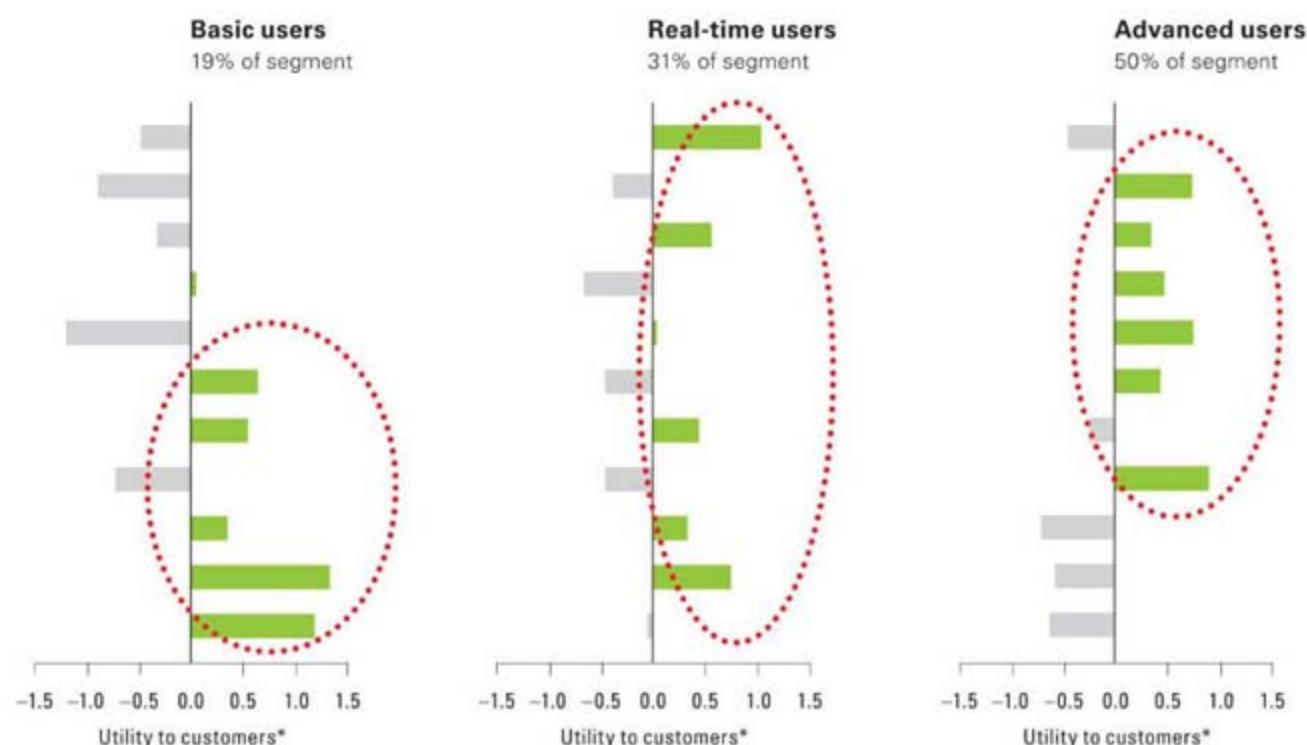 Basic users
19% of segment
Real-time users
31% of segment
Advanced users
50% of segment
−1.5 −1.0 −0.5 0.0 0.5 1.0 1.5
−1.5 −1.0 −0.5 0.0 0.5 1.0 1.5
−1.5 −1.0 −0.5 0.0 0.5 1.0 1.5
Utility to customers*
Utility to customers*
Utility to customers*